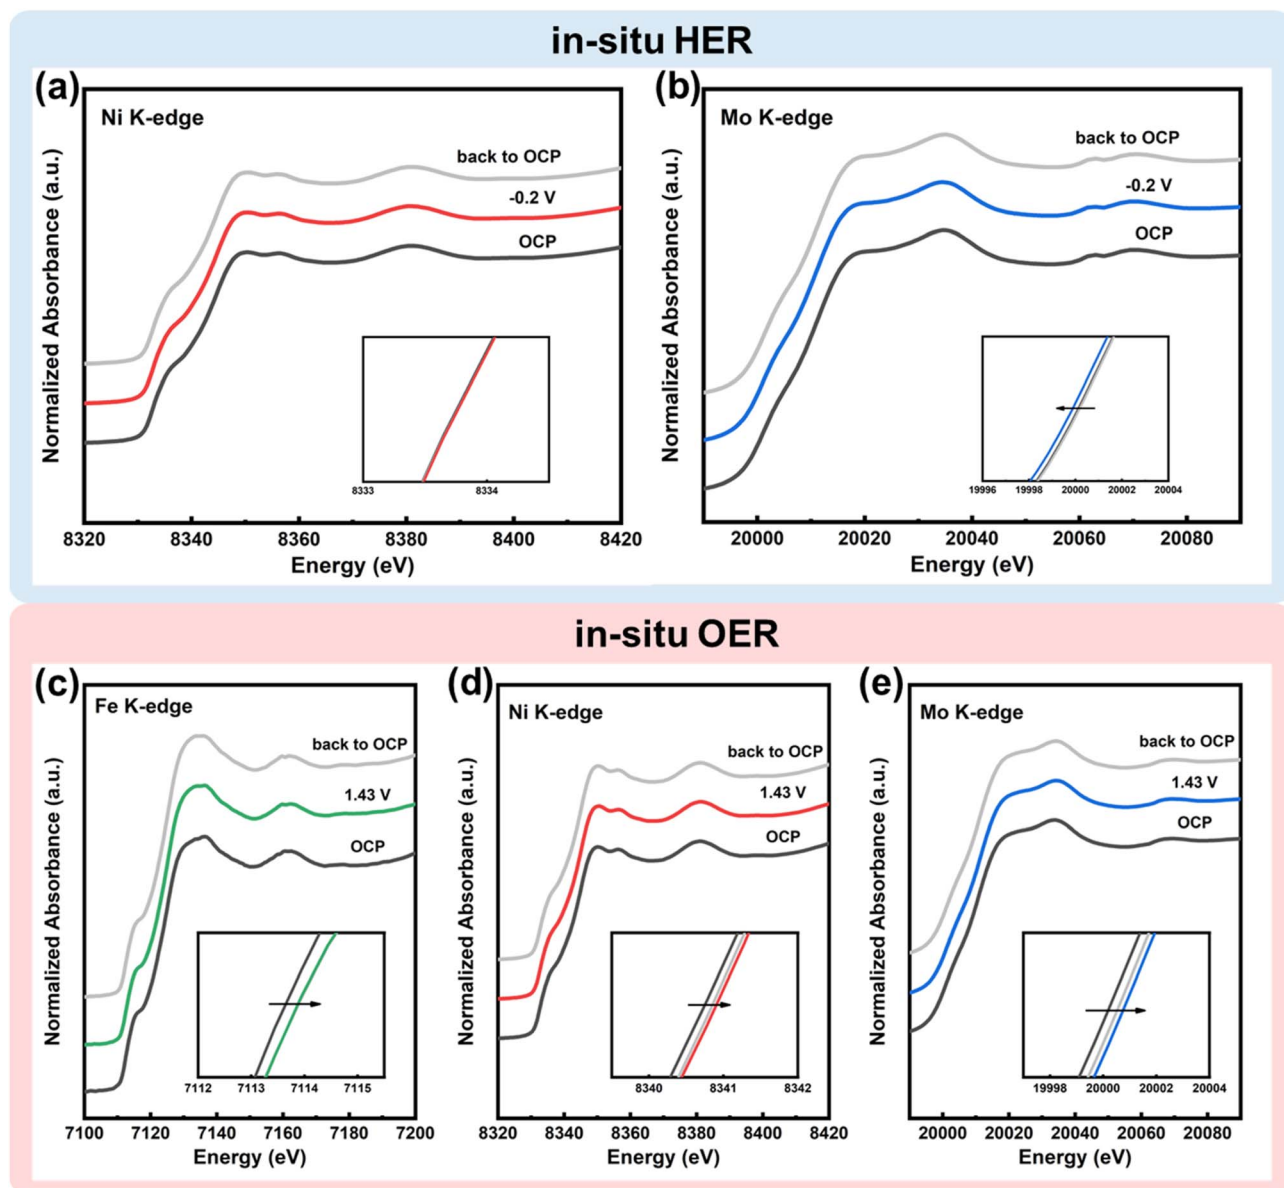 in-situ HER
(a)
Ni K-edge
back to OCP
-0.2 V
OCP
8333 8334
8320 8340 8360 8380 8400 8420
Energy (eV)
Normalized Absorbance (a.u.)
(b)
Mo K-edge
back to OCP
-0.2 V
OCP
19996 19998 20000 20002 20004
20000 20020 20040 20060 20080
Energy (eV)
Normalized Absorbance (a.u.)
in-situ OER
(c)
Fe K-edge
back to OCP
1.43 V
OCP
7112 7113 7114 7115
7100 7120 7140 7160 7180 7200
Energy (eV)
Normalized Absorbance (a.u.)
(d)
Ni K-edge
back to OCP
1.43 V
OCP
8340 8341 8342
8320 8340 8360 8380 8400 8420
Energy (eV)
Normalized Absorbance (a.u.)
(e)
Mo K-edge
back to OCP
1.43 V
OCP
19998 20000 20002 20004
20000 20020 20040 20060 20080
Energy (eV)
Normalized Absorbance (a.u.)